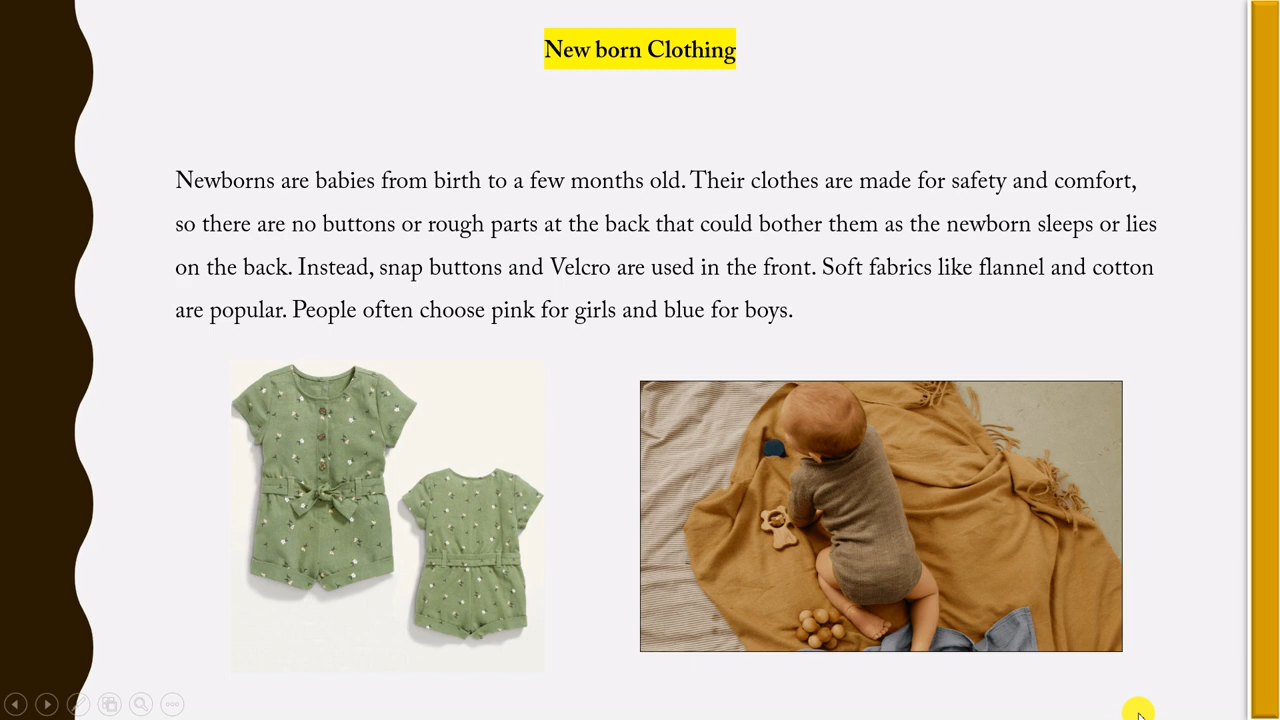 New born Clothing
Newborns are babies from birth to a few months old. Their clothes are made for safety and comfort,
so there are no buttons or rough parts at the back that could bother them as the newborn sleeps or lies
on the back. Instead, snap buttons and Velcro are used in the front. Soft fabrics like flannel and cotton
are popular. People often choose pink for girls and blue for boys.